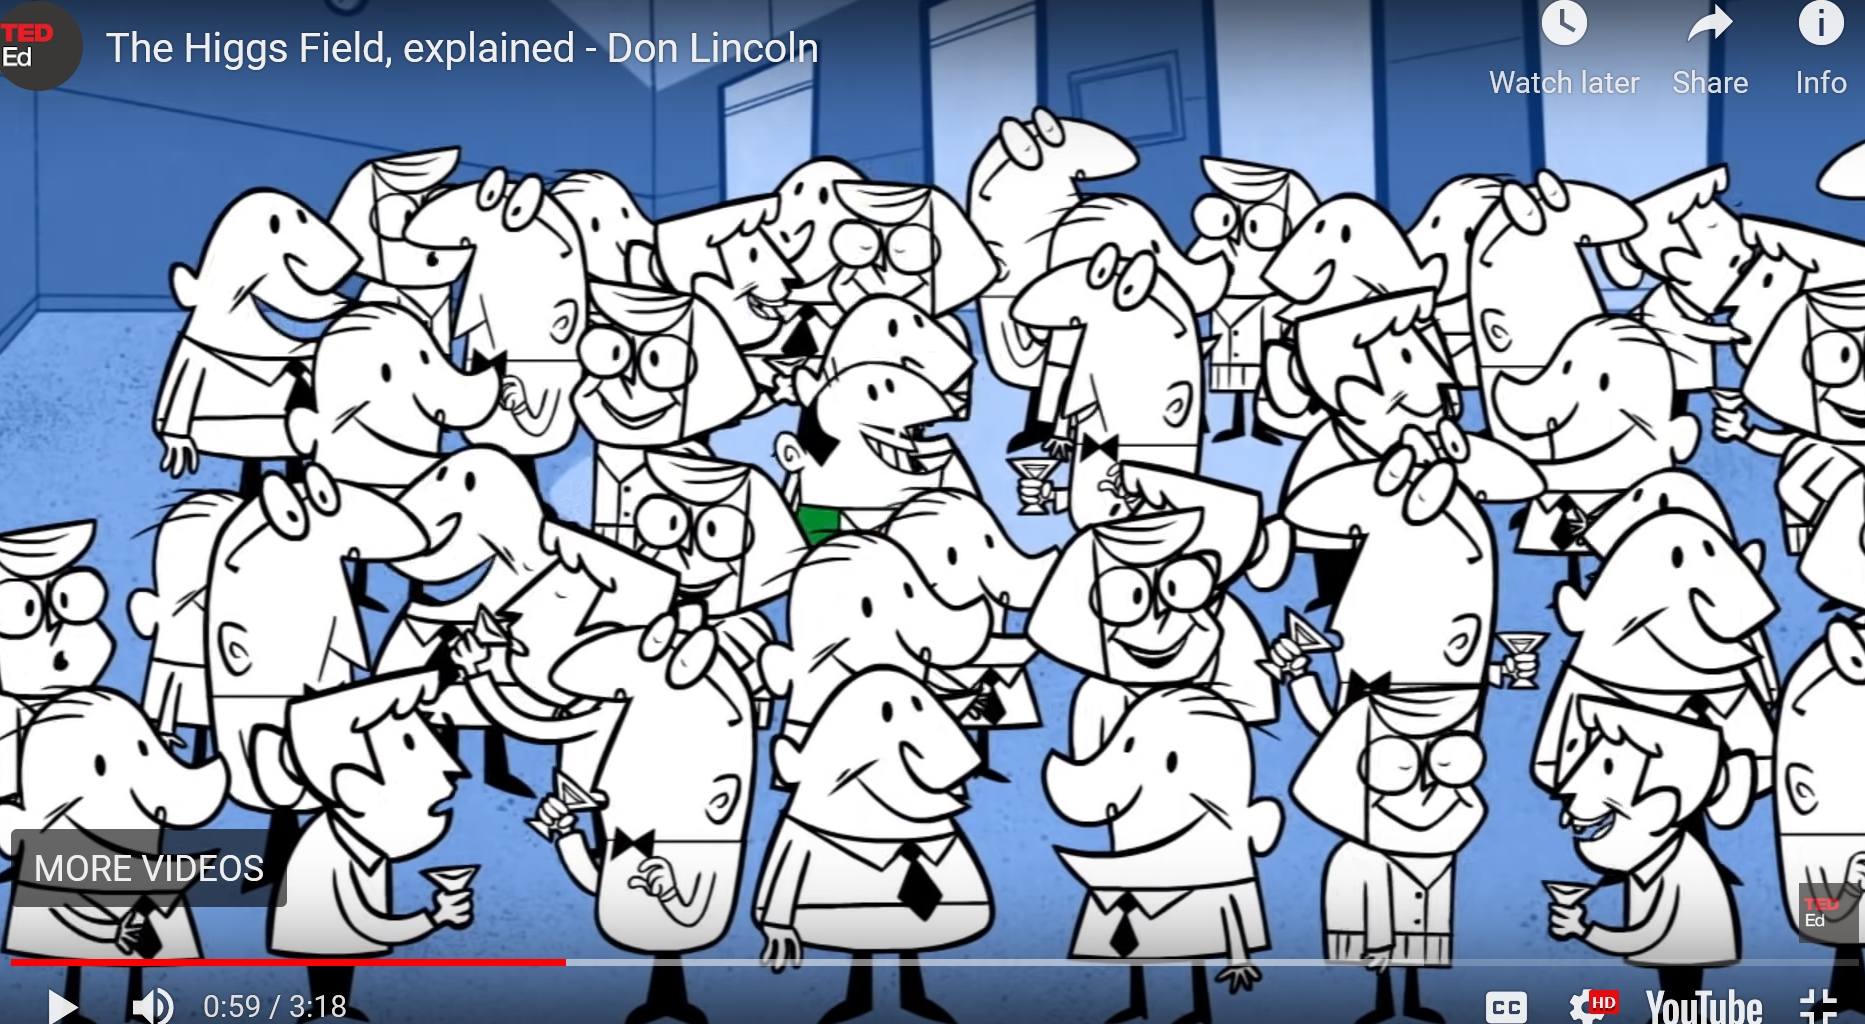 TED
Ed
The Higgs Field, explained - Don Lincoln
Watch later
Share
Info
MORE VIDEOS
TED
Ed
0:59 / 3:18
CC
HD
YouTube